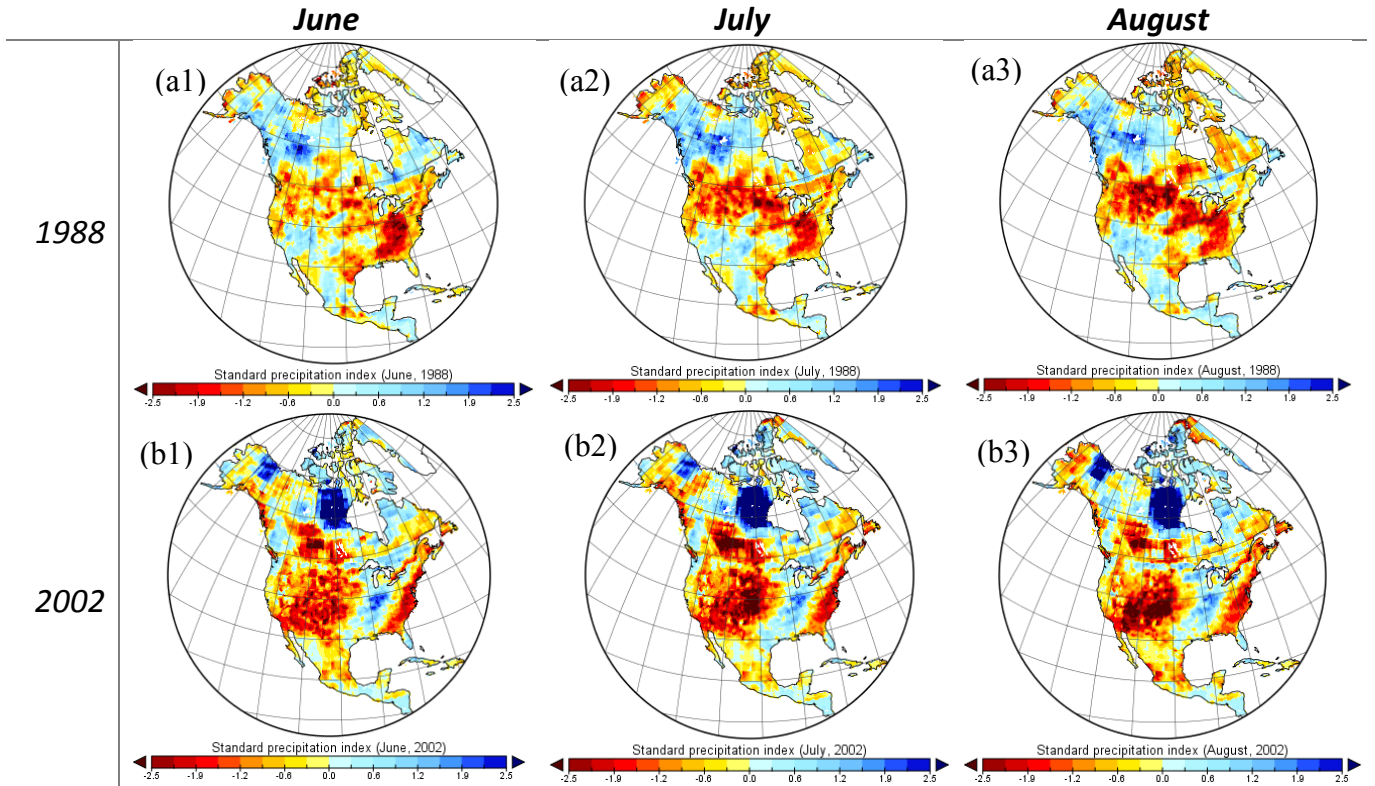 June July August
1988
(a1) (a2) (a3)
Standard precipitation index (June, 1988)
-2.5 -1.9 -1.2 -0.6 0.0 0.6 1.2 1.9 2.5
Standard precipitation index (July, 1988)
-2.5 -1.9 -1.2 -0.6 0.0 0.6 1.2 1.9 2.5
Standard precipitation index (August, 1988)
-2.5 -1.9 -1.2 -0.6 0.0 0.6 1.2 1.9 2.5
2002
(b1) (b2) (b3)
Standard precipitation index (June, 2002)
-2.5 -1.9 -1.2 -0.6 0.0 0.6 1.2 1.9 2.5
Standard precipitation index (July, 2002)
-2.5 -1.9 -1.2 -0.6 0.0 0.6 1.2 1.9 2.5
Standard precipitation index (August, 2002)
-2.5 -1.9 -1.2 -0.6 0.0 0.6 1.2 1.9 2.5